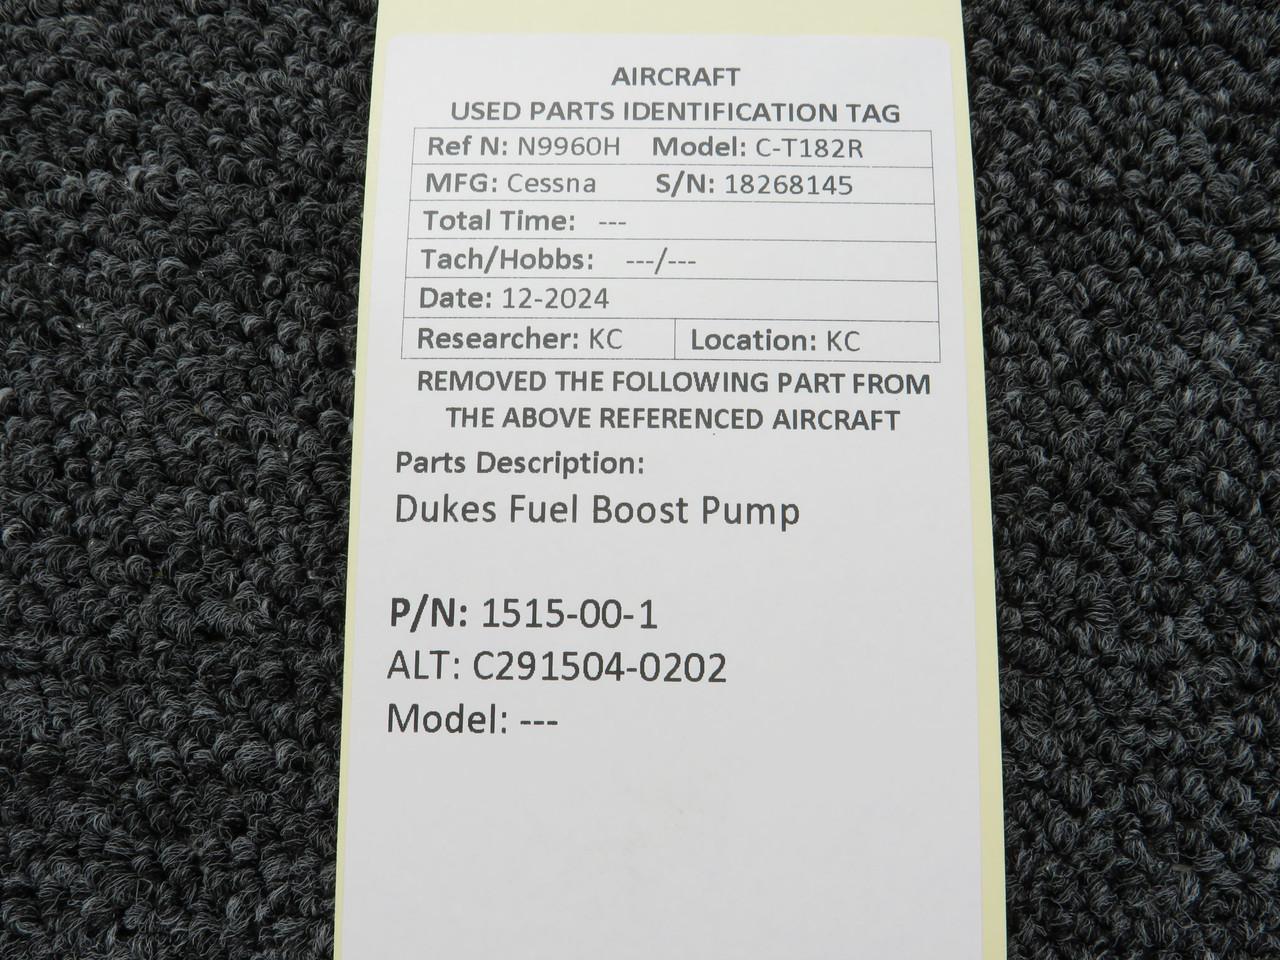 AIRCRAFT
USED PARTS IDENTIFICATION TAG
Ref N: N9960H Model: C-T182R
MFG: Cessna S/N: 18268145
Total Time: ---
Tach/Hobbs: ---/---
Date: 12-2024
Researcher: KC Location: KC
REMOVED THE FOLLOWING PART FROM
THE ABOVE REFERENCED AIRCRAFT
Parts Description:
Dukes Fuel Boost Pump
P/N: 1515-00-1
ALT: C291504-0202
Model: ---